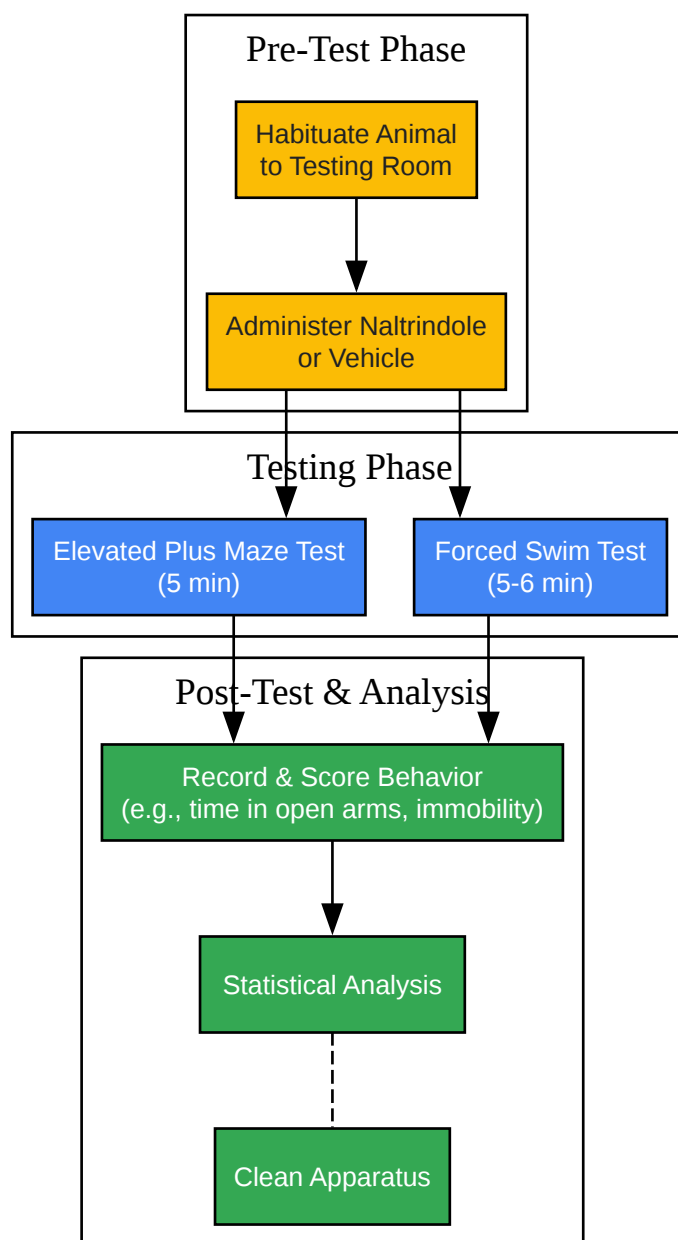 Pre-Test Phase
Habituate Animal
to Testing Room
Administer Naltrindole
or Vehicle
Testing Phase
Elevated Plus Maze Test
(5 min)
Forced Swim Test
(5-6 min)
Post-Test & Analysis
Record & Score Behavior
(e.g., time in open arms, immobility)
Statistical Analysis
Clean Apparatus